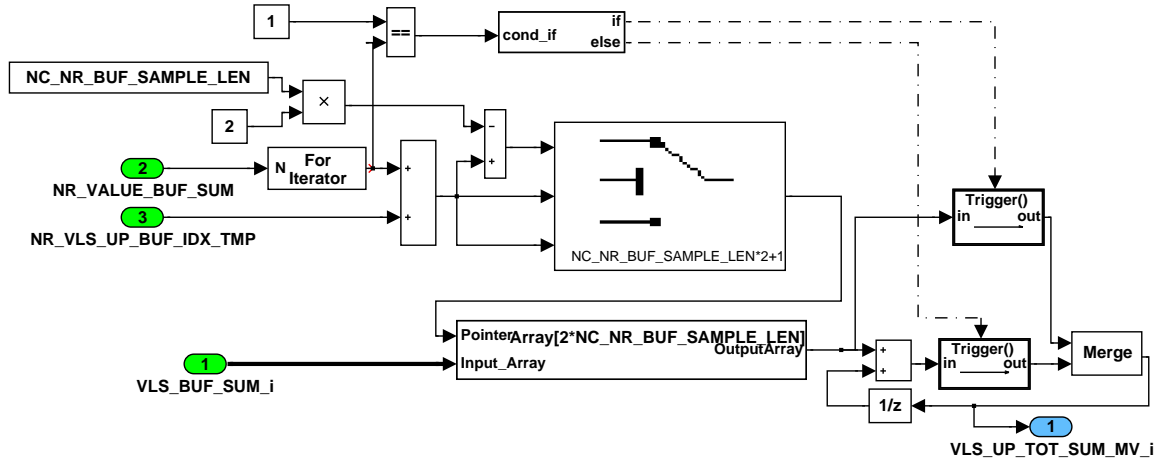 1
==
cond_if
if
else
NC_NR_BUF_SAMPLE_LEN
×
2
−
+
2
NR_VALUE_BUF_SUM
N
For
Iterator
+
+
3
NR_VLS_UP_BUF_IDX_TMP
NC_NR_BUF_SAMPLE_LEN*2+1
Trigger()
in
out
Pointer
Array[2*NC_NR_BUF_SAMPLE_LEN]
OutputArray
Input_Array
1
VLS_BUF_SUM_i
+
+
Trigger()
in
out
Merge
1/z
1
VLS_UP_TOT_SUM_MV_i